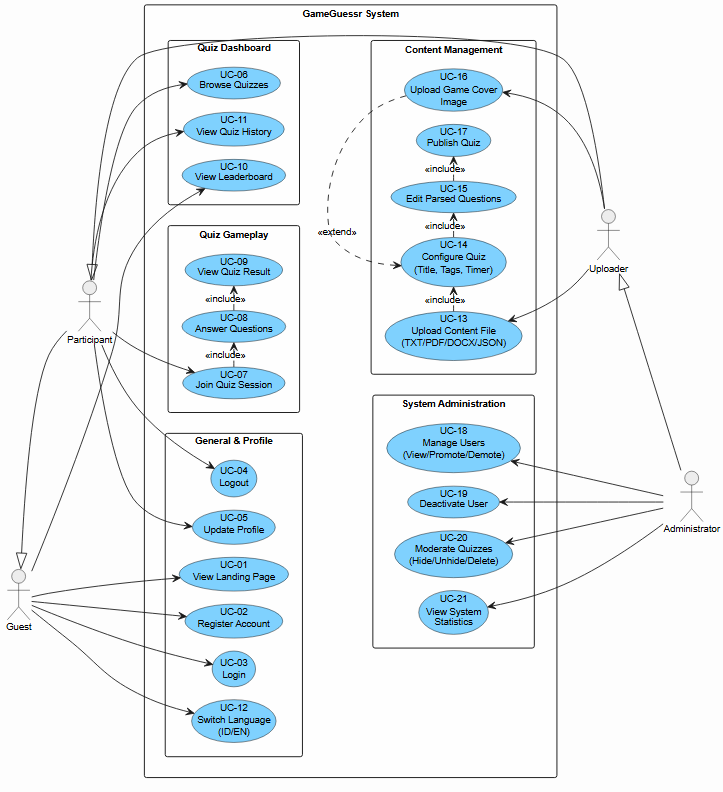 GameGuessr System
Quiz Dashboard
UC-06
Browse Quizzes
UC-11
View Quiz History
UC-10
View Leaderboard
Quiz Gameplay
UC-09
View Quiz Result
«include»
UC-08
Answer Questions
«include»
UC-07
Join Quiz Session
General & Profile
UC-04
Logout
UC-05
Update Profile
UC-01
View Landing Page
UC-02
Register Account
UC-03
Login
UC-12
Switch Language
(ID/EN)
Content Management
UC-16
Upload Game Cover
Image
UC-17
Publish Quiz
«include»
UC-15
Edit Parsed Questions
«include»
«extend»
UC-14
Configure Quiz
(Title, Tags, Timer)
«include»
UC-13
Upload Content File
(TXT/PDF/DOCX/JSON)
System Administration
UC-18
Manage Users
(View/Promote/Demote)
UC-19
Deactivate User
UC-20
Moderate Quizzes
(Hide/Unhide/Delete)
UC-21
View System
Statistics
Participant
Guest
Uploader
Administrator